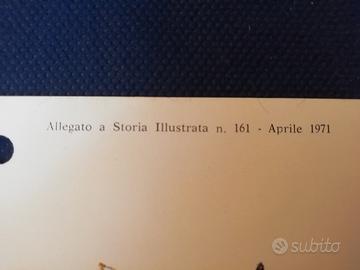 Allegato a Storia Illustrata n. 161 - Aprile 1971
subito